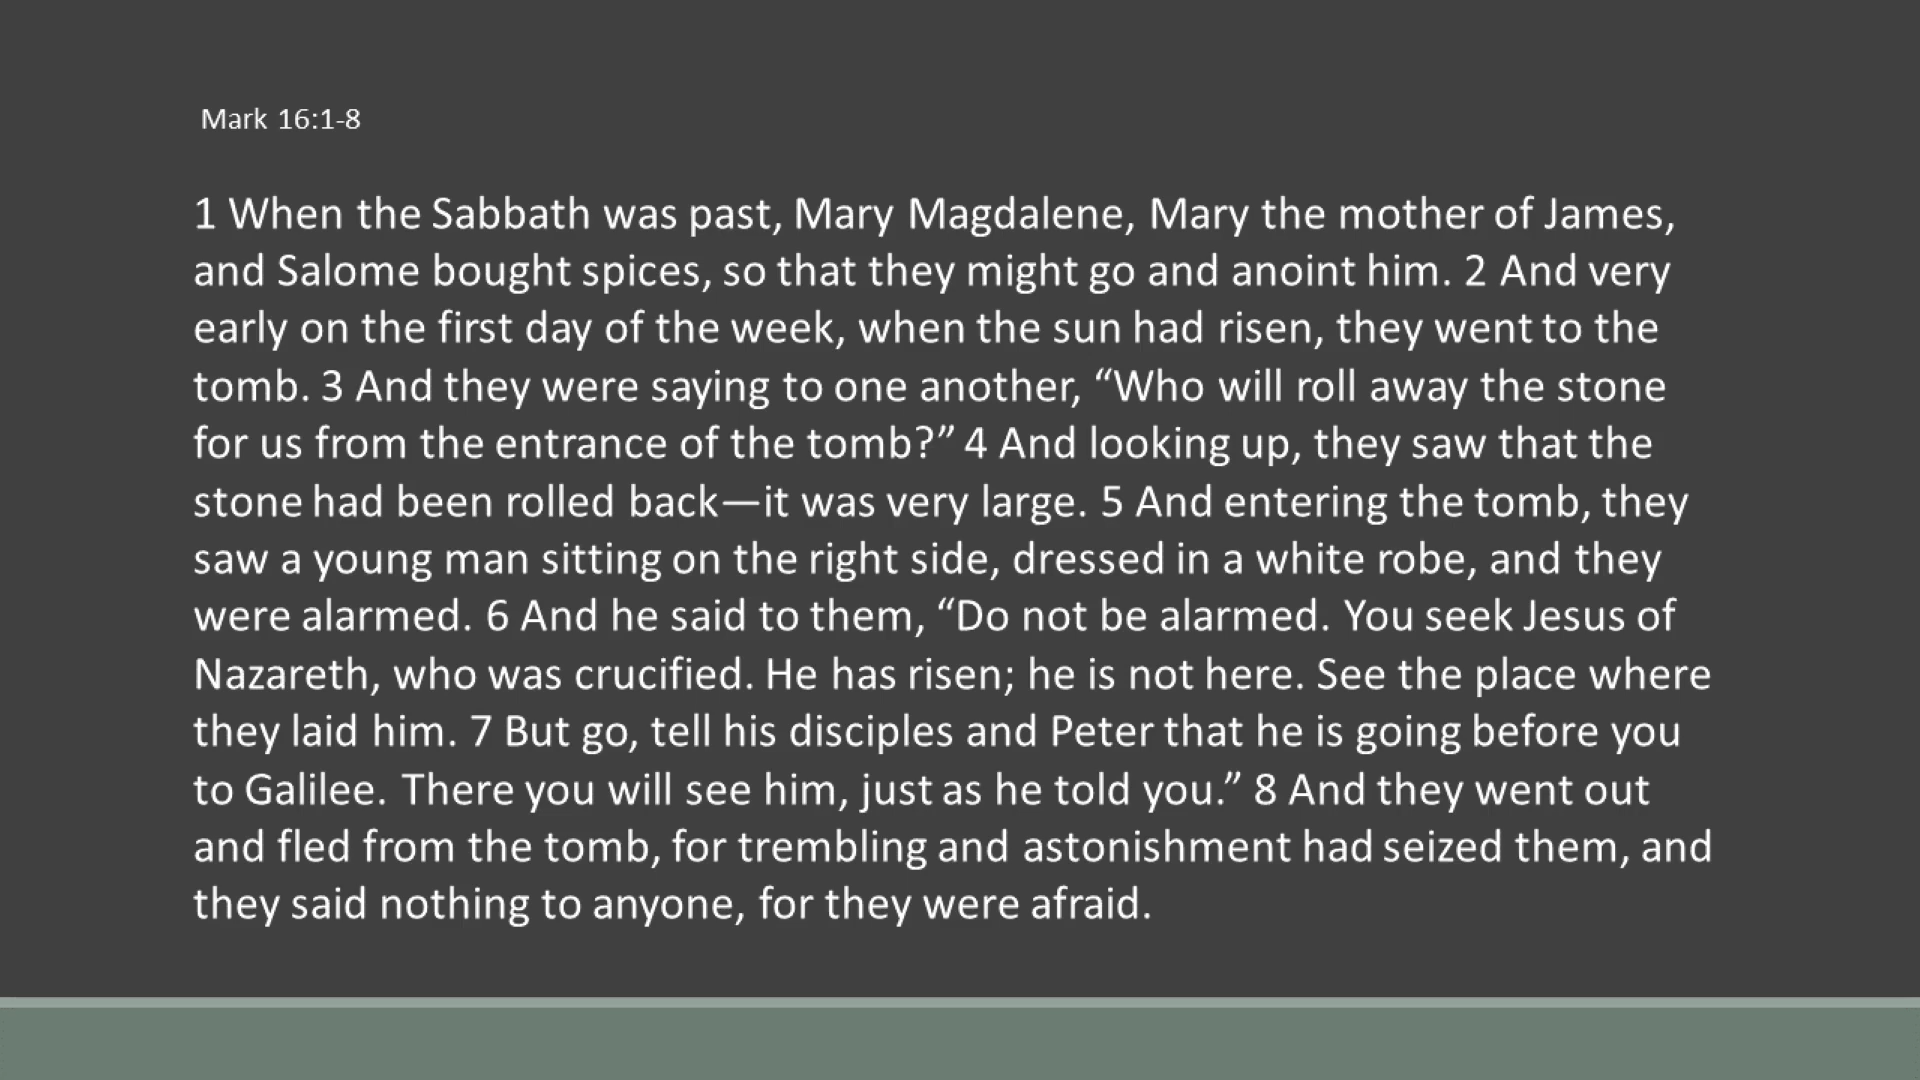 Mark 16:1-8
1 When the Sabbath was past, Mary Magdalene, Mary the mother of James,
and Salome bought spices, so that they might go and anoint him. 2 And very
early on the first day of the week, when the sun had risen, they went to the
tomb. 3 And they were saying to one another, “Who will roll away the stone
for us from the entrance of the tomb?” 4 And looking up, they saw that the
stone had been rolled back—it was very large. 5 And entering the tomb, they
saw a young man sitting on the right side, dressed in a white robe, and they
were alarmed. 6 And he said to them, “Do not be alarmed. You seek Jesus of
Nazareth, who was crucified. He has risen; he is not here. See the place where
they laid him. 7 But go, tell his disciples and Peter that he is going before you
to Galilee. There you will see him, just as he told you.” 8 And they went out
and fled from the tomb, for trembling and astonishment had seized them, and
they said nothing to anyone, for they were afraid.